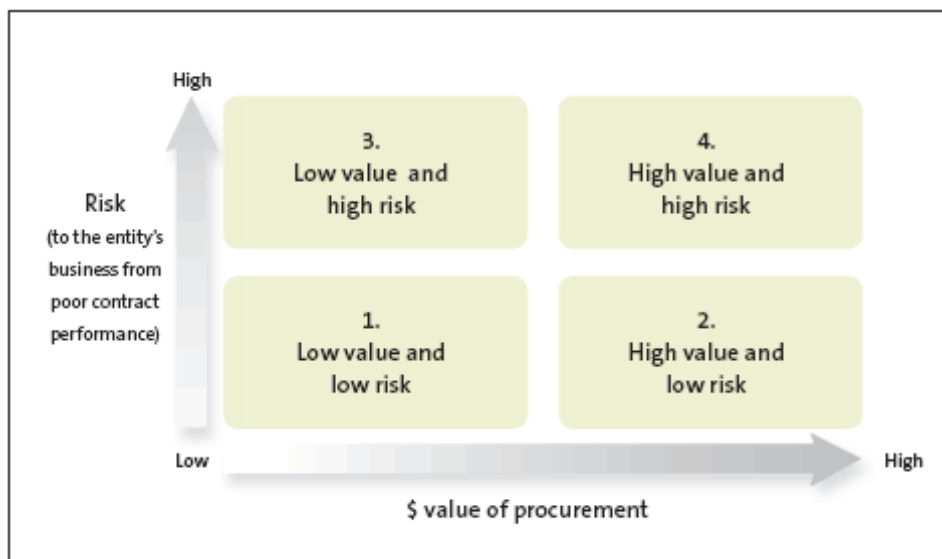 High
3.
Low value and
high risk
4.
High value and
high risk
Risk
(to the entity's
business from
poor contract
performance)
1.
Low value and
low risk
2.
High value and
low risk
Low
High
$ value of procurement